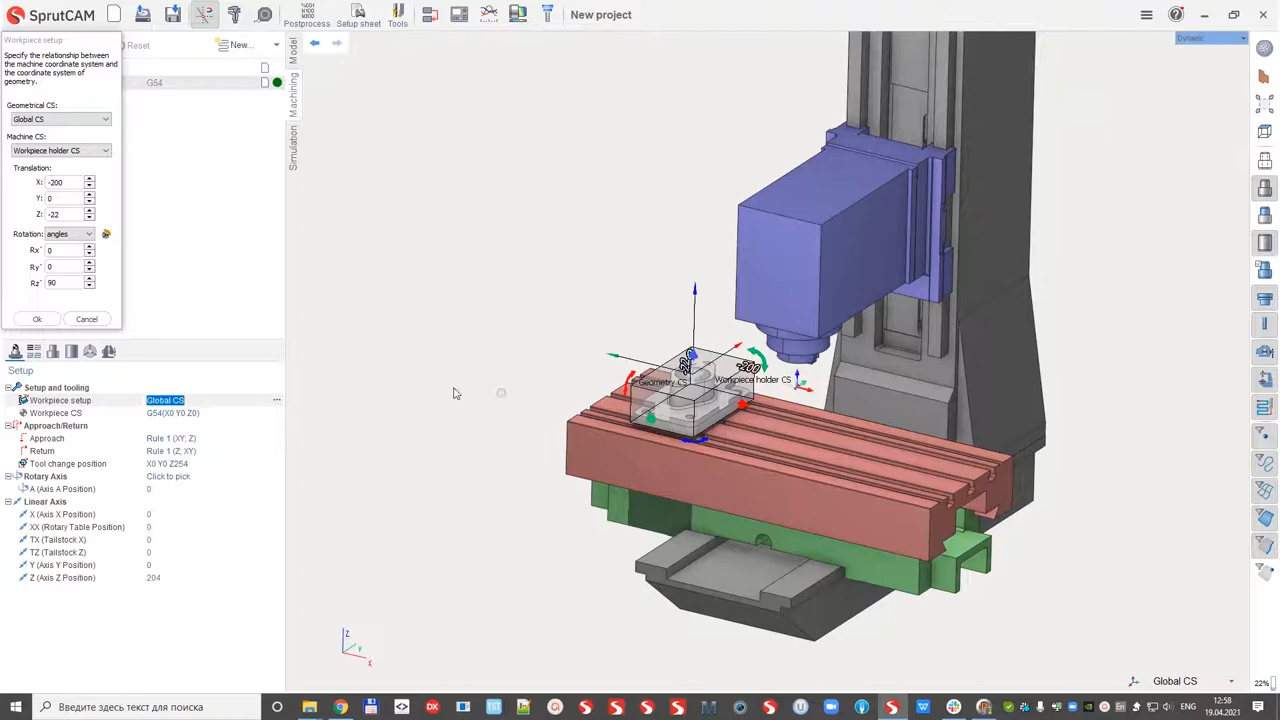 SprutCAM
Postprocess
Setup sheet
Tools
New project
Workpiece setup
Reset
New...
Specify the relationship between
the machine coordinate system and
the coordinate system of
geometry.
G54
Geometrical CS:
Global CS
Machine CS:
Workpiece holder CS
Translation:
X: -200
Y: 0
Z: -22
Rotation: angles
Rx 0
Ry 0
Rz 90
Ok
Cancel
Model
Machining
Simulation
Dynamic
Setup
Setup and tooling
Workpiece setup Global CS
Workpiece CS G54(X0 Y0 Z0)
Approach/Return
Approach Rule 1 (XY; Z)
Return Rule 1 (Z; XY)
Tool change position X0 Y0 Z254
Rotary Axis Click to pick
A (Axis A Position) 0
Linear Axis
X (Axis X Position) 0
XX (Rotary Table Position) 0
TX (Tailstock X) 0
TZ (Tailstock Z) 0
Y (Axis Y Position) 0
Z (Axis Z Position) 204
Geometry CS
Workpiece holder CS
-200
Z
Y
X
Global CS
22%
Введите здесь текст для поиска
ENG
12:58
19.04.2021